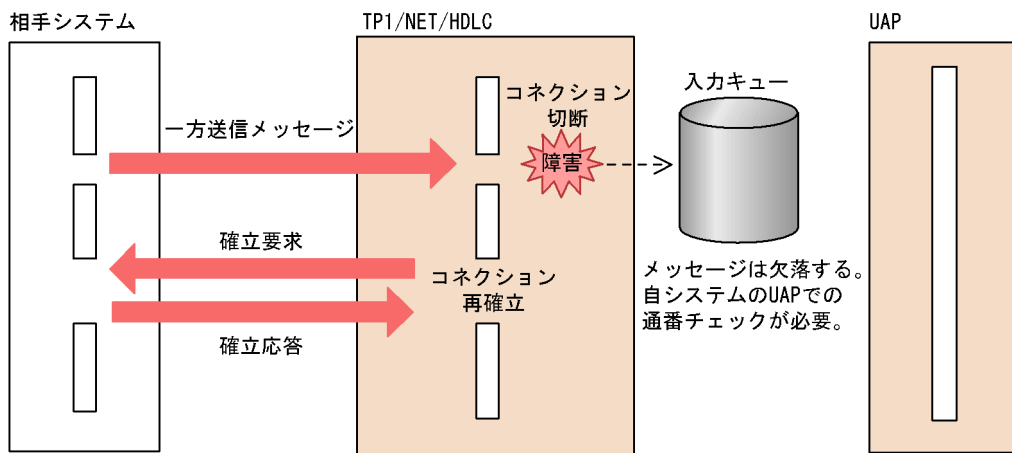 相手システム
TP1/NET/HDLC
UAP
一方送信メッセージ
コネクション
切断
障害
入力キュー
メッセージは欠落する。
自システムのUAPでの
通番チェックが必要。
確立要求
コネクション
再確立
確立応答